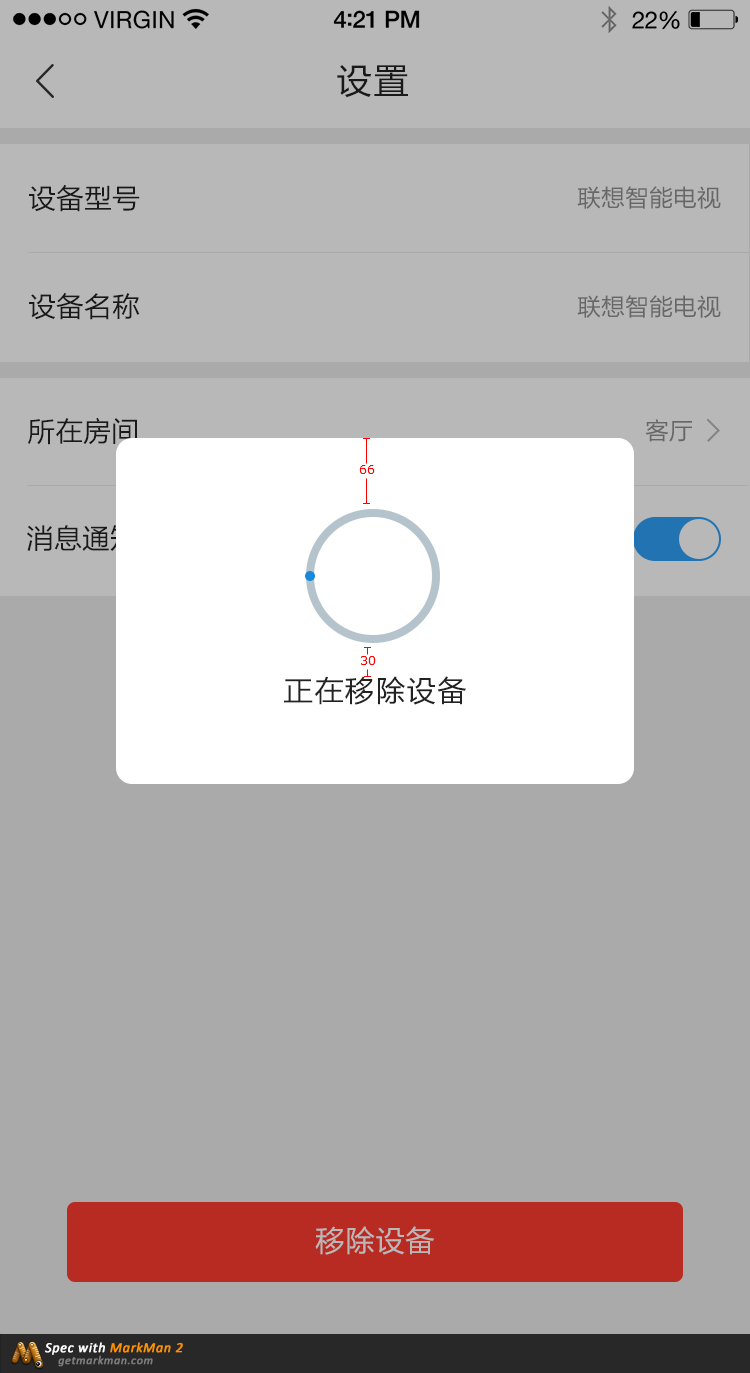 VIRGIN 4:21 PM 22%
设置
设备型号 联想智能电视
设备名称 联想智能电视
所在房间 客厅
66
消息通知
30
正在移除设备
移除设备
Spec with MarkMan 2
getmarkman.com